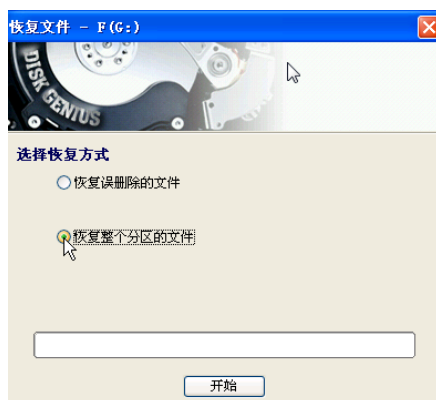 恢复文件 - F(G:)
DISK GENIUS
选择恢复方式
恢复误删除的文件
恢复整个分区的文件
开始